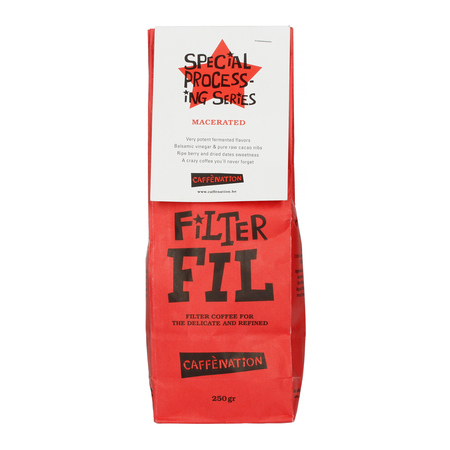 SPECIAL
PROCESS-
ING SERIES
MACERATED
Very potent fermented flavors
Balsamic vinegar & pure raw cacao nibs
Ripe berry and dried dates sweetness
A crazy coffee you'll never forget
CAFFÈNATION
www.caffenation.be
FILTER
FIL
FILTER COFFEE FOR
THE DELICATE AND REFINED
CAFFÈNATION
250 gr